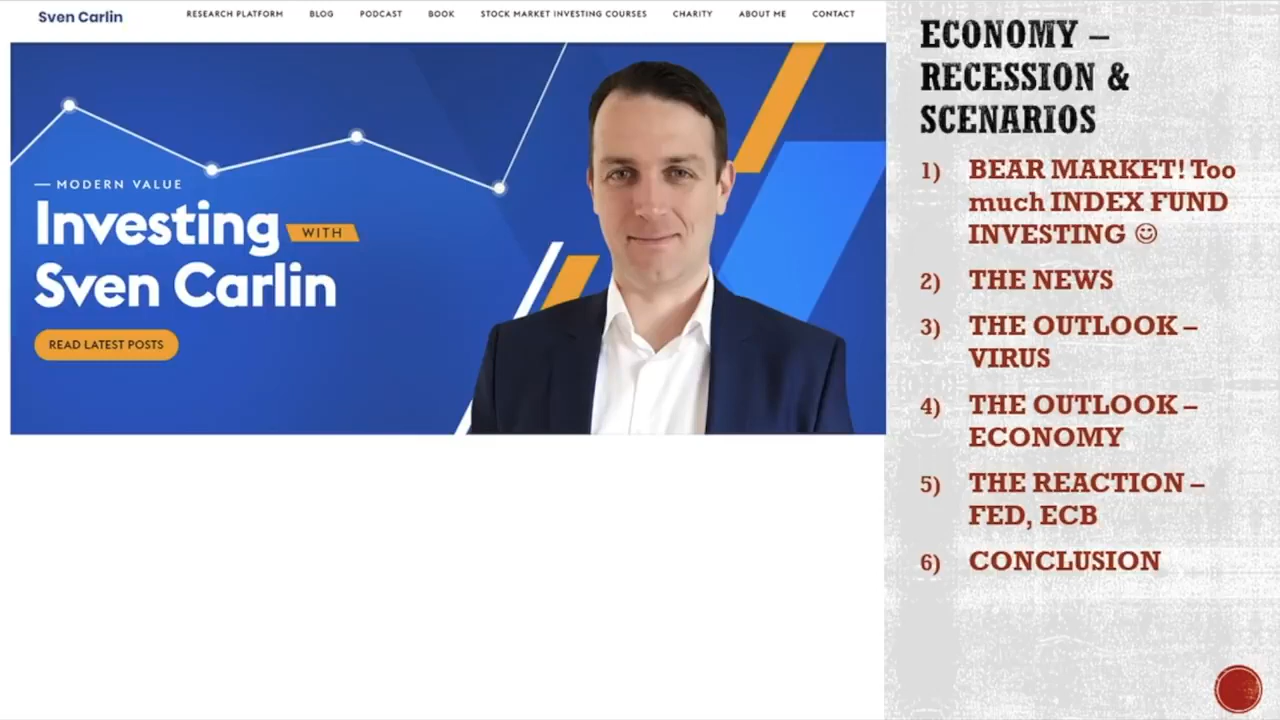 Sven Carlin
RESEARCH PLATFORM BLOG PODCAST BOOK STOCK MARKET INVESTING COURSES CHARITY ABOUT ME CONTACT
— MODERN VALUE
Investing WITH
Sven Carlin
READ LATEST POSTS
ECONOMY –
RECESSION &
SCENARIOS
1) BEAR MARKET! Too
much INDEX FUND
INVESTING ☺
2) THE NEWS
3) THE OUTLOOK –
VIRUS
4) THE OUTLOOK –
ECONOMY
5) THE REACTION –
FED, ECB
6) CONCLUSION